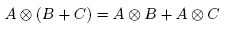 A ⊗ (B + C) = A ⊗ B + A ⊗ C